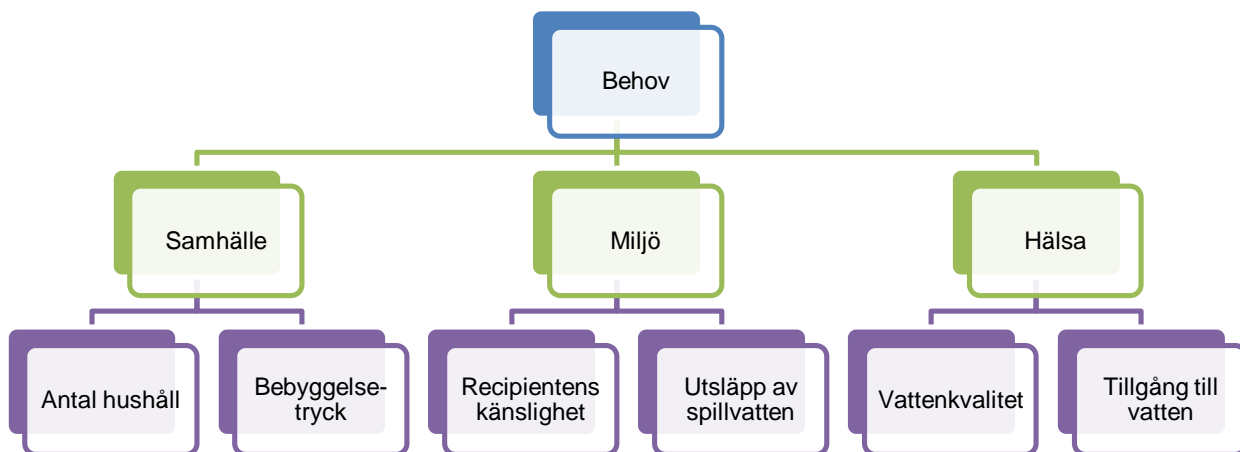 Behov
Samhälle
Miljö
Hälsa
Antal hushåll
Bebyggelse-
tryck
Recipientens
känslighet
Utsläpp av
spillvatten
Vattenkvalitet
Tillgång till
vatten